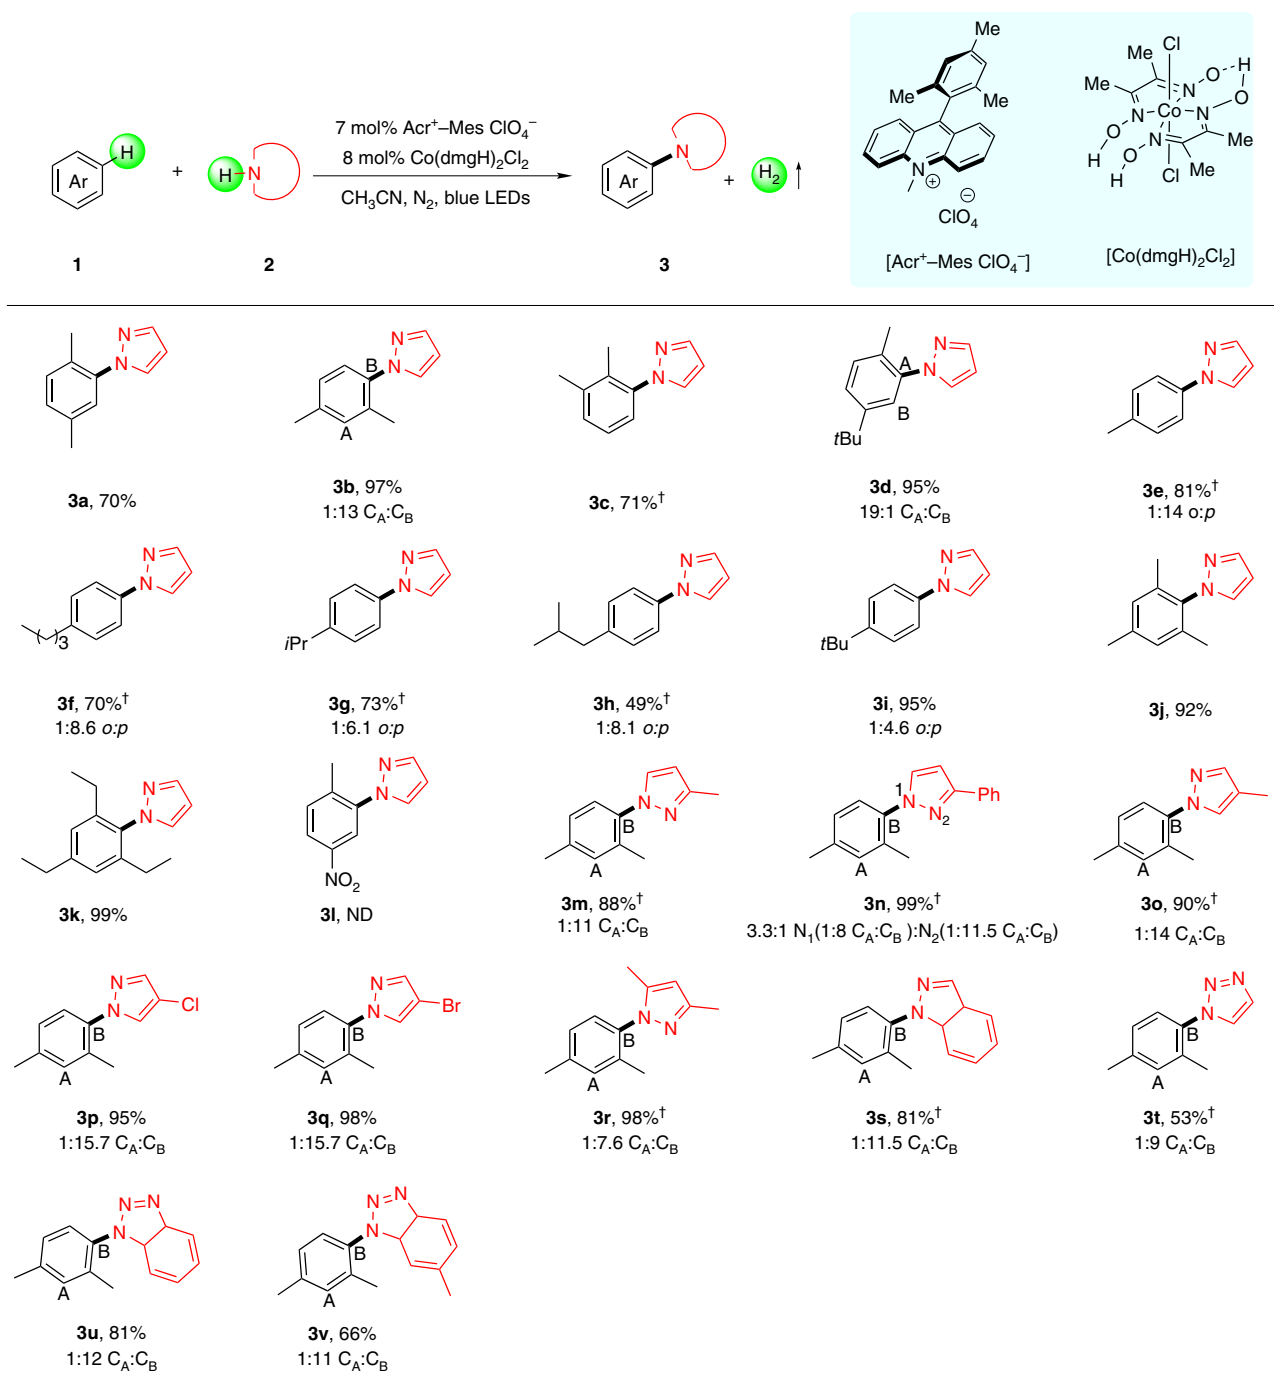 Ar
H
+
H
N
7 mol% Acr⁺–Mes ClO₄⁻
8 mol% Co(dmgH)₂Cl₂
CH₃CN, N₂, blue LEDs
Ar
N
+
H₂
1
2
3
Me
Me
Me
N
⊕
⊖
ClO₄
[Acr⁺–Mes ClO₄⁻]
Cl
Me
Me
N
O
H
N
Co
N
O
O
N
H
O
H
Cl
Me
Me
[Co(dmgH)₂Cl₂]
N
N
3a, 70%
B
N
N
A
3b, 97%
1:13 C_A:C_B
N
N
3c, 71%†
A
N
N
B
tBu
3d, 95%
19:1 C_A:C_B
N
N
3e, 81%†
1:14 o:p
N
N
( )3
3f, 70%†
1:8.6 o:p
N
N
iPr
3g, 73%†
1:6.1 o:p
N
N
3h, 49%†
1:8.1 o:p
N
N
tBu
3i, 95%
1:4.6 o:p
N
N
3j, 92%
N
N
3k, 99%
N
N
NO₂
3l, ND
N
N
B
A
3m, 88%†
1:11 C_A:C_B
1
N
N
2
Ph
B
A
3n, 99%†
3.3:1 N₁(1:8 C_A:C_B ):N₂(1:11.5 C_A:C_B)
N
N
B
A
3o, 90%†
1:14 C_A:C_B
N
N
Cl
B
A
3p, 95%
1:15.7 C_A:C_B
N
N
Br
B
A
3q, 98%
1:15.7 C_A:C_B
N
N
B
A
3r, 98%†
1:7.6 C_A:C_B
N
N
B
A
3s, 81%†
1:11.5 C_A:C_B
N
N
N
B
A
3t, 53%†
1:9 C_A:C_B
N=N
N
B
A
3u, 81%
1:12 C_A:C_B
N=N
N
B
A
3v, 66%
1:11 C_A:C_B